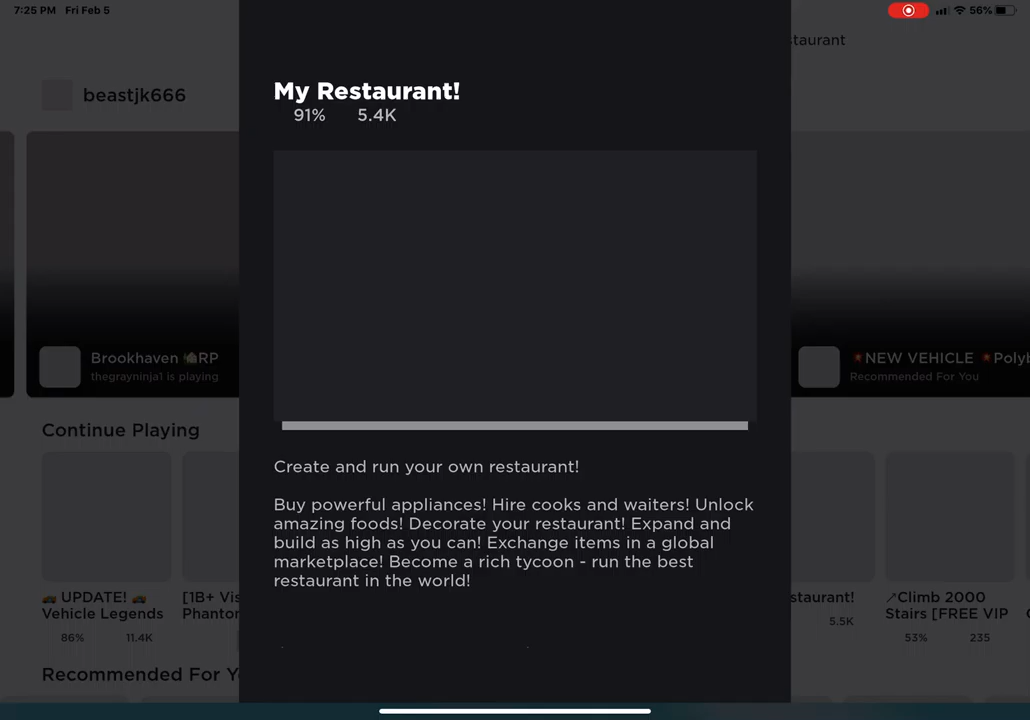 7:25 PM Fri Feb 5
56%
staurant
beastjk666
My Restaurant!
91% 5.4K
Brookhaven 🏡RP
thegrayninja1 is playing
💥NEW VEHICLE 💥Polyb
Recommended For You
Continue Playing
Create and run your own restaurant!
Buy powerful appliances! Hire cooks and waiters! Unlock
amazing foods! Decorate your restaurant! Expand and
build as high as you can! Exchange items in a global
marketplace! Become a rich tycoon - run the best
restaurant in the world!
🚙 UPDATE! 🚙
Vehicle Legends
86% 11.4K
[1B+ Vis
Phantom
staurant!
5.5K
↗Climb 2000
Stairs [FREE VIP
53% 235
Recommended For Yo